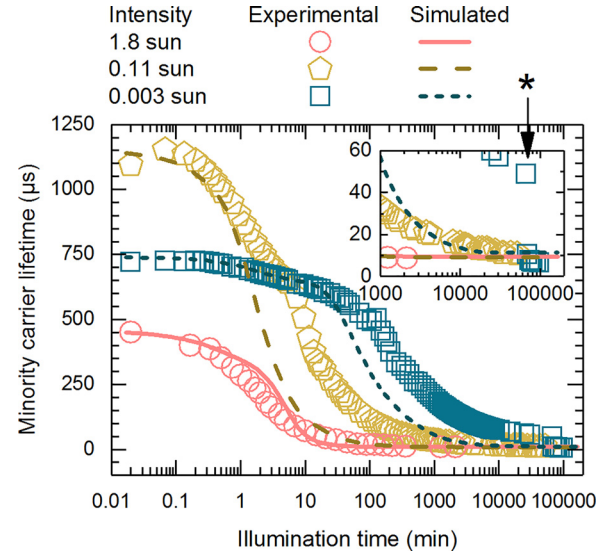 Intensity Experimental Simulated
1.8 sun
0.11 sun
0.003 sun
*
Minority carrier lifetime (µs)
1250
1000
750
500
250
0
60
40
20
0
1000 10000 100000
0.01 0.1 1 10 100 1000 10000 100000
Illumination time (min)